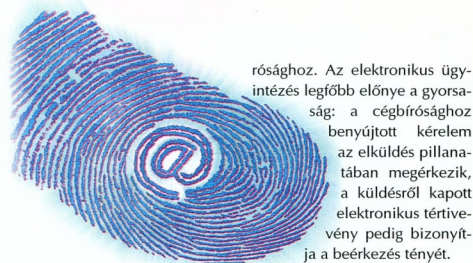 rósághoz. Az elektronikus ügy-
intézés legfőbb előnye a gyorsa-
ság: a cégbírósághoz
benyújtott kérelem
az elküldés pillana-
tában megérkezik,
a küldésről kapott
elektronikus tértive-
vény pedig bizonyít-
ja a beérkezés tényét.
@